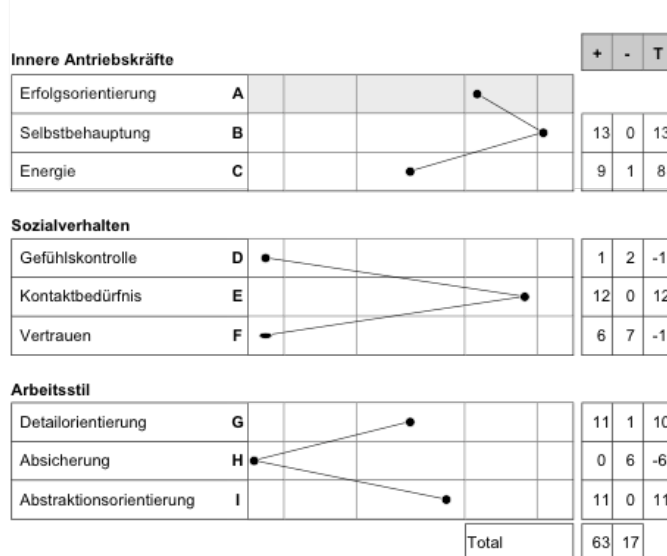 Innere Antriebskräfte + - T
Erfolgsorientierung A
Selbstbehauptung B 13 0 13
Energie C 9 1 8
Sozialverhalten
Gefühlskontrolle D 1 2 -1
Kontaktbedürfnis E 12 0 12
Vertrauen F 6 7 -1
Arbeitsstil
Detailorientierung G 11 1 10
Absicherung H 0 6 -6
Abstraktionsorientierung I 11 0 11
Total 63 17